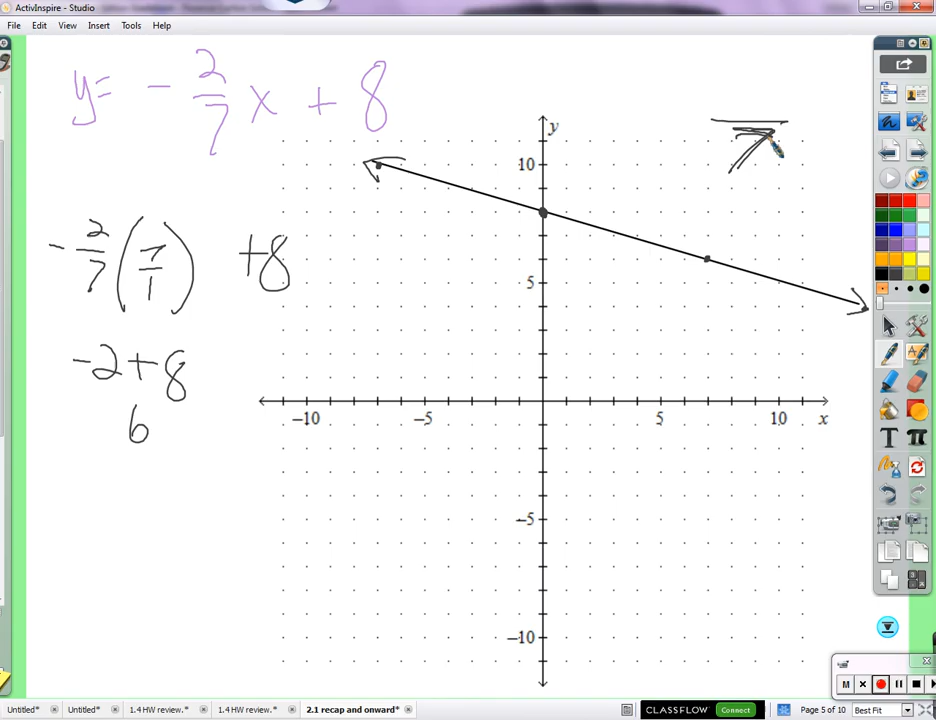 ActivInspire - Studio
File Edit View Insert Tools Help
y= - 2/7 x + 8
y
10
5
-5
-10
-10 -5 5 10 x
- 2/7 (7/1) +8
-2+8
6
M
Untitled* Untitled* 1.4 HW review.* 1.4 HW review.* 2.1 recap and onward* CLASSFLOW Connect Page 5 of 10 Best Fit